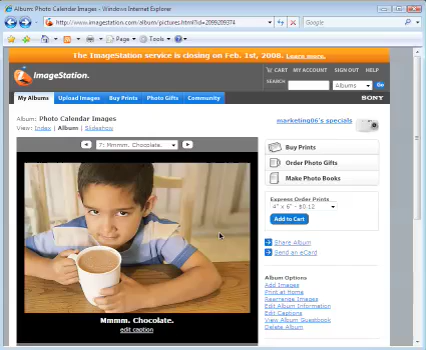 Album: Photo Calendar Images - Windows Internet Explorer
http://www.imagestation.com/album/pictures.html?id=2099209374
Google
Page
Tools
The ImageStation service is closing on Feb. 1st, 2008. Learn more.
ImageStation.
CART MY ACCOUNT SIGN OUT HELP
SEARCH
Albums
Go
My Albums Upload Images Buy Prints Photo Gifts Community
SONY
Album: Photo Calendar Images
View: Index | Album | Slideshow
marketing06's specials
7: Mmmm. Chocolate.
Buy Prints
Order Photo Gifts
Make Photo Books
Express Order Prints
4" x 6" - $0.12
Add to Cart
Share Album
Send an eCard
Album Options
Add Images
Print at Home
Rearrange Images
Edit Album Information
Edit Captions
View Album Guestbook
Delete Album
Mmmm. Chocolate.
edit caption